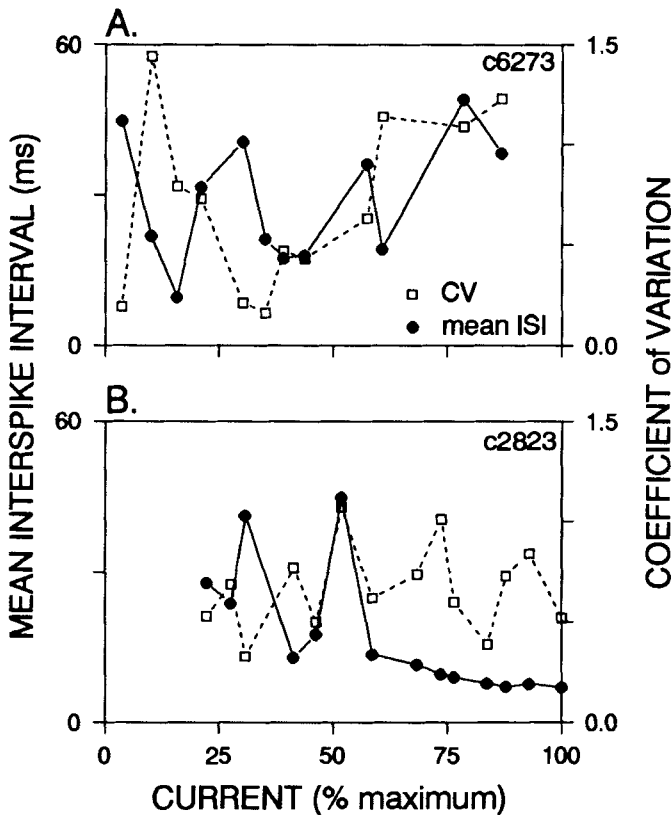 A.
60
1.5
c6273
CV
mean ISI
0
0.0
MEAN INTERSPIKE INTERVAL (ms)
COEFFICIENT of VARIATION
B.
60
1.5
c2823
0
0.0
0
25
50
75
100
CURRENT (% maximum)